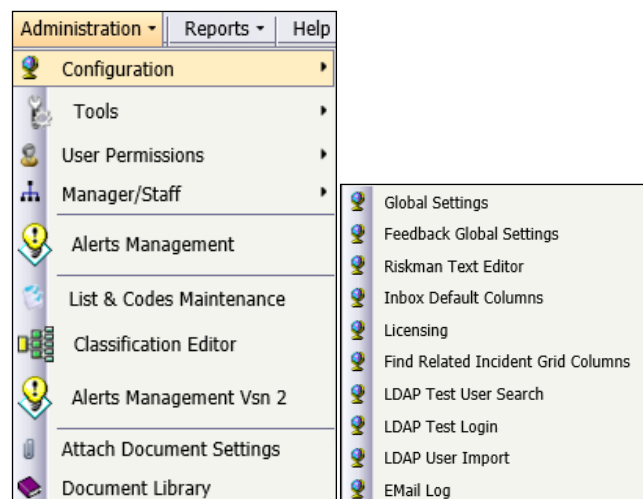 Administration Reports Help
Configuration
Tools
User Permissions
Manager/Staff
Alerts Management
List & Codes Maintenance
Classification Editor
Alerts Management Vsn 2
Attach Document Settings
Document Library
Global Settings
Feedback Global Settings
Riskman Text Editor
Inbox Default Columns
Licensing
Find Related Incident Grid Columns
LDAP Test User Search
LDAP Test Login
LDAP User Import
EMail Log